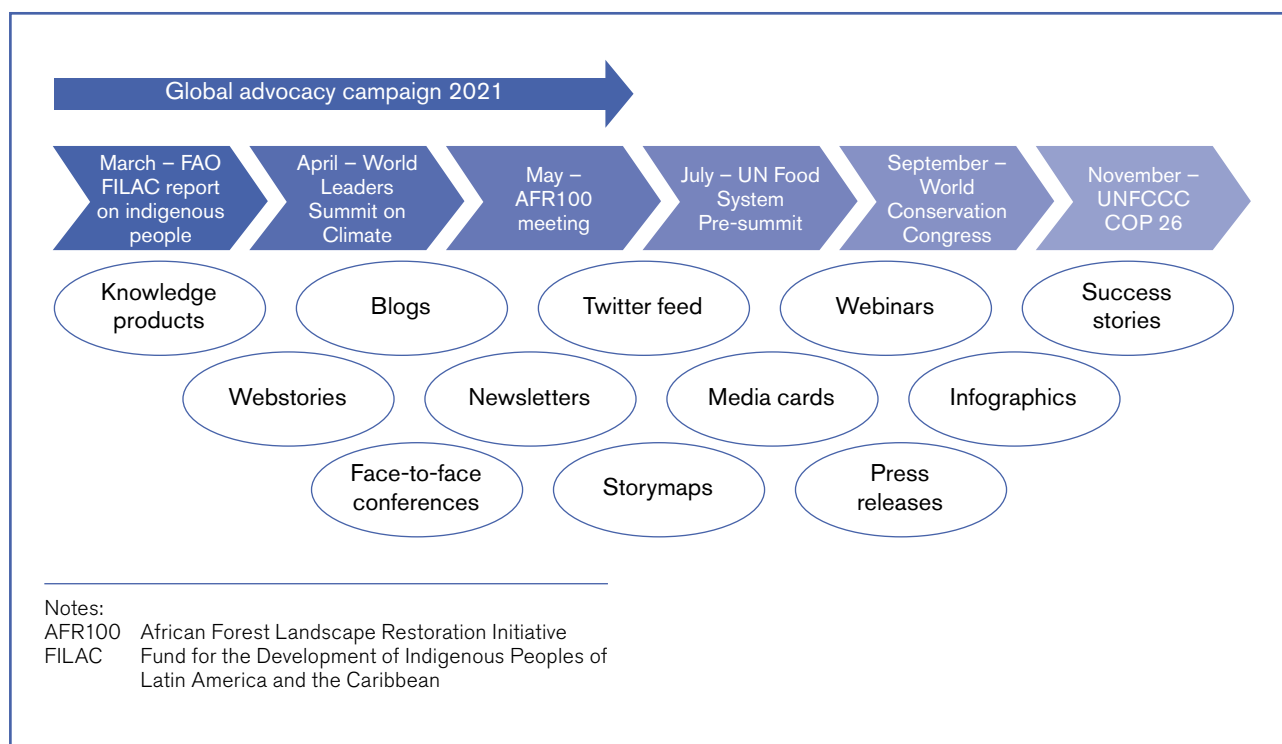 Global advocacy campaign 2021
March – FAO
FILAC report
on indigenous
people
April – World
Leaders
Summit on
Climate
May –
AFR100
meeting
July – UN Food
System
Pre-summit
September –
World
Conservation
Congress
November –
UNFCCC
COP 26
Knowledge
products
Blogs
Twitter feed
Webinars
Success
stories
Webstories
Newsletters
Media cards
Infographics
Face-to-face
conferences
Storymaps
Press
releases
Notes:
AFR100 African Forest Landscape Restoration Initiative
FILAC Fund for the Development of Indigenous Peoples of
Latin America and the Caribbean